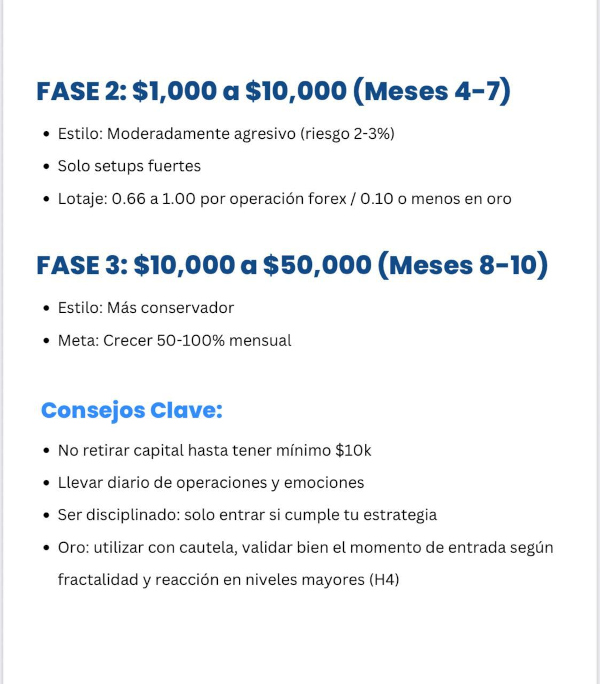 FASE 2: $1,000 a $10,000 (Meses 4-7)
• Estilo: Moderadamente agresivo (riesgo 2-3%)
• Solo setups fuertes
• Lotaje: 0.66 a 1.00 por operación forex / 0.10 o menos en oro
FASE 3: $10,000 a $50,000 (Meses 8-10)
• Estilo: Más conservador
• Meta: Crecer 50-100% mensual
Consejos Clave:
• No retirar capital hasta tener mínimo $10k
• Llevar diario de operaciones y emociones
• Ser disciplinado: solo entrar si cumple tu estrategia
• Oro: utilizar con cautela, validar bien el momento de entrada según
fractalidad y reacción en niveles mayores (H4)